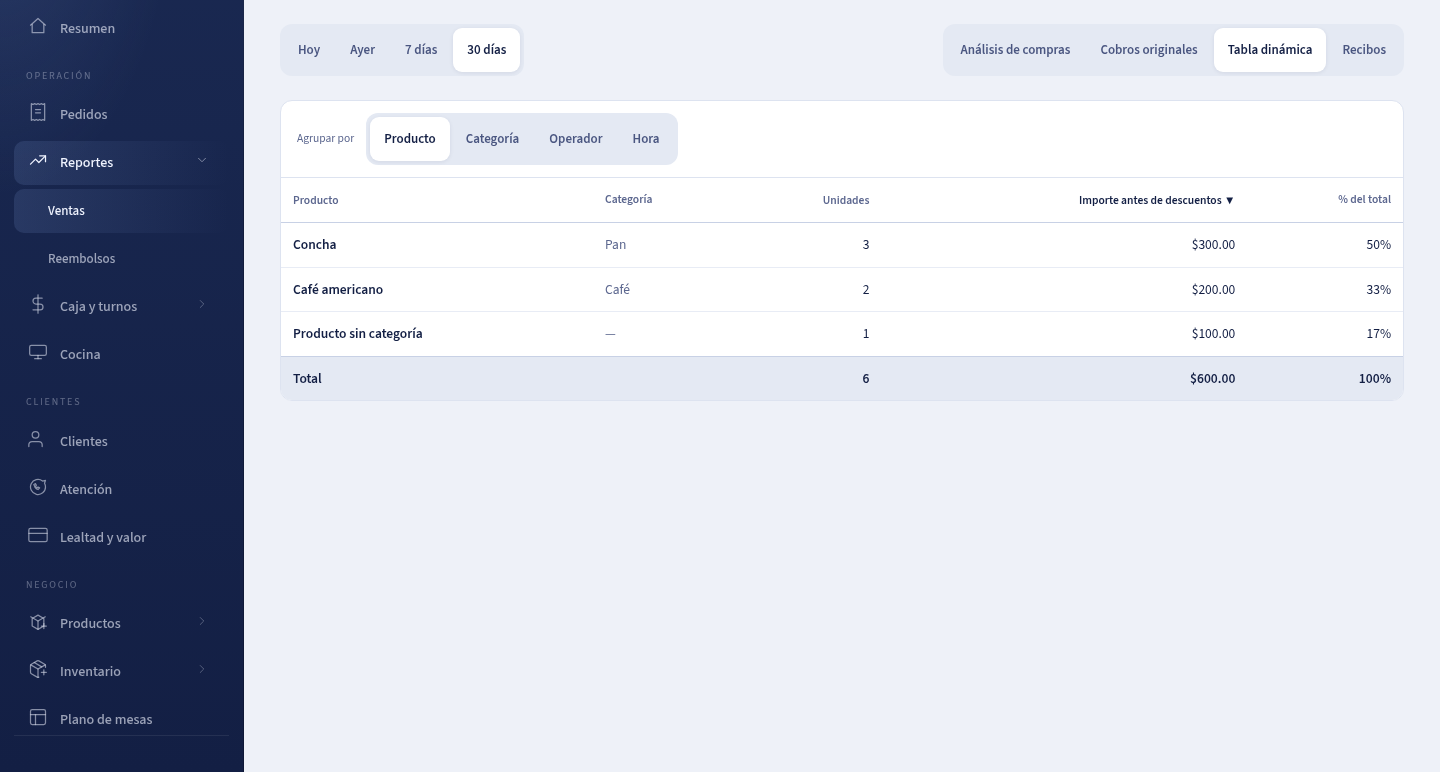 Resumen
OPERACIÓN
Pedidos
Reportes
Ventas
Reembolsos
Caja y turnos
Cocina
CLIENTES
Clientes
Atención
Lealtad y valor
NEGOCIO
Productos
Inventario
Plano de mesas
Hoy Ayer 7 días 30 días
Análisis de compras Cobros originales Tabla dinámica Recibos
Agrupar por Producto Categoría Operador Hora
Producto Categoría Unidades Importe antes de descuentos ▼ % del total
Concha Pan 3 $300.00 50%
Café americano Café 2 $200.00 33%
Producto sin categoría — 1 $100.00 17%
Total 6 $600.00 100%